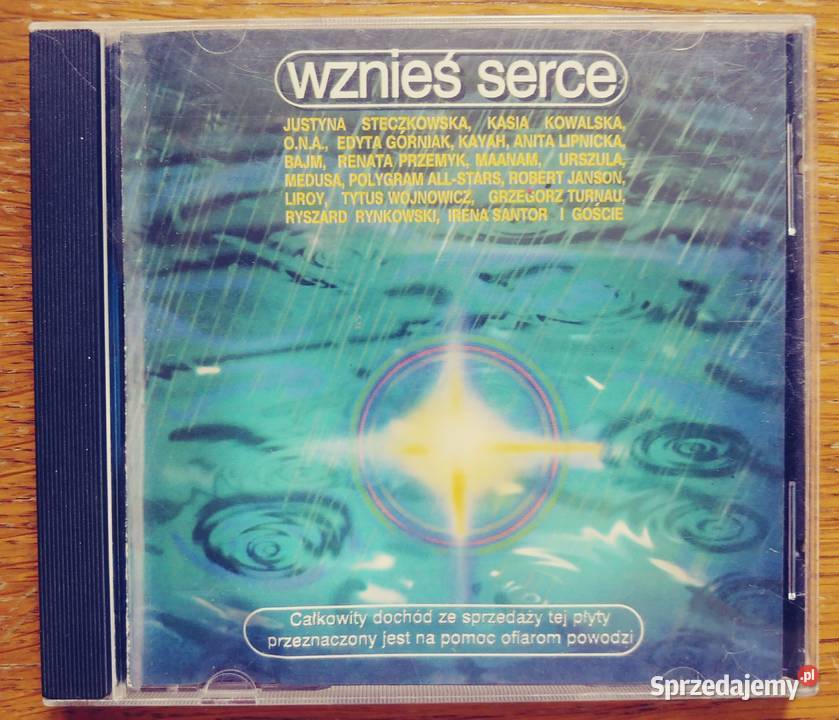 wznieś serce
JUSTYNA STECZKOWSKA, KASIA KOWALSKA,
O.N.A., EDYTA GÓRNIAK, KAYAH, ANITA LIPNICKA,
BAJM, RENATA PRZEMYK, MAANAM, URSZULA,
MEDUSA, POLYGRAM ALL-STARS, ROBERT JANSON,
LIROY, TYTUS WOJNOWICZ, GRZEGORZ TURNAU,
RYSZARD RYNKOWSKI, IRENA SANTOR I GOŚCIE
Całkowity dochód ze sprzedaży tej płyty
przeznaczony jest na pomoc ofiarom powodzi
Sprzedajemy.pl